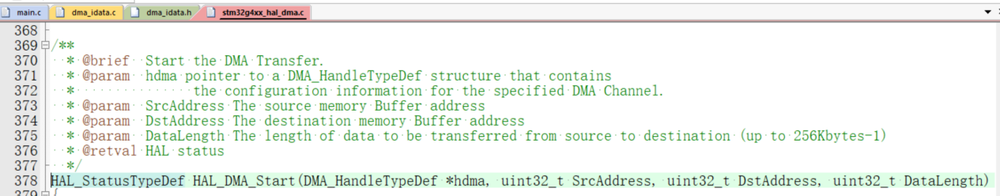 main.c dma_idata.c dma_idata.h stm32g4xx_hal_dma.c
368
369 /**
370 * @brief Start the DMA Transfer.
371 * @param hdma pointer to a DMA_HandleTypeDef structure that contains
372 * the configuration information for the specified DMA Channel.
373 * @param SrcAddress The source memory Buffer address
374 * @param DstAddress The destination memory Buffer address
375 * @param DataLength The length of data to be transferred from source to destination (up to 256Kbytes-1)
376 * @retval HAL status
377 */
378 HAL_StatusTypeDef HAL_DMA_Start(DMA_HandleTypeDef *hdma, uint32_t SrcAddress, uint32_t DstAddress, uint32_t DataLength)
379 {